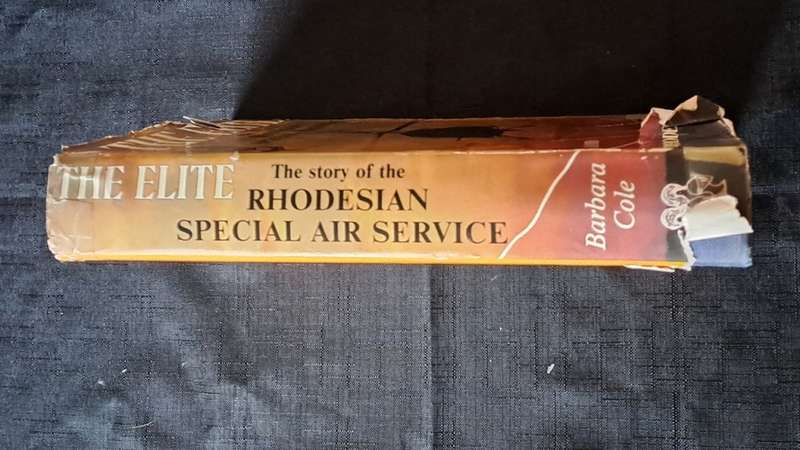 THE ELITE
The story of the
RHODESIAN
SPECIAL AIR SERVICE
Barbara
Cole